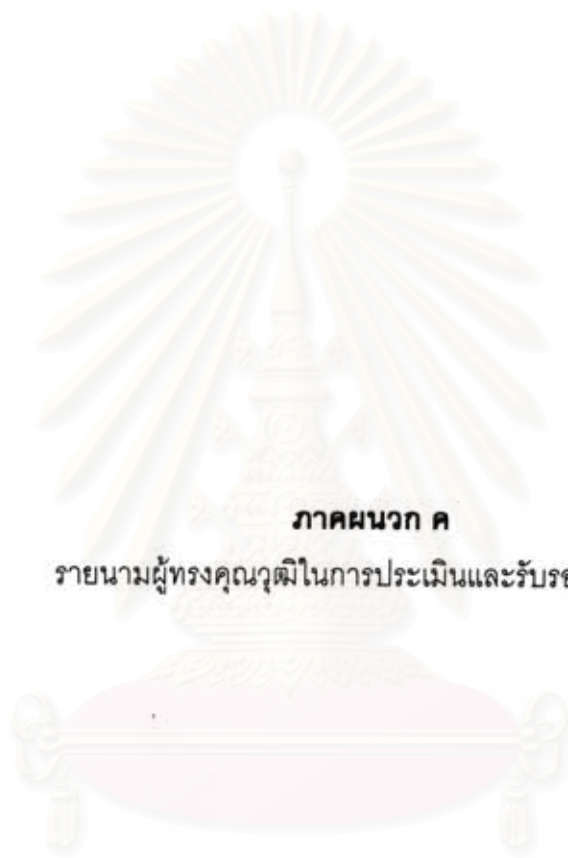 ภาคผนวก ค
รายนามผู้ทรงคุณวุฒิในการประเมินและรับ